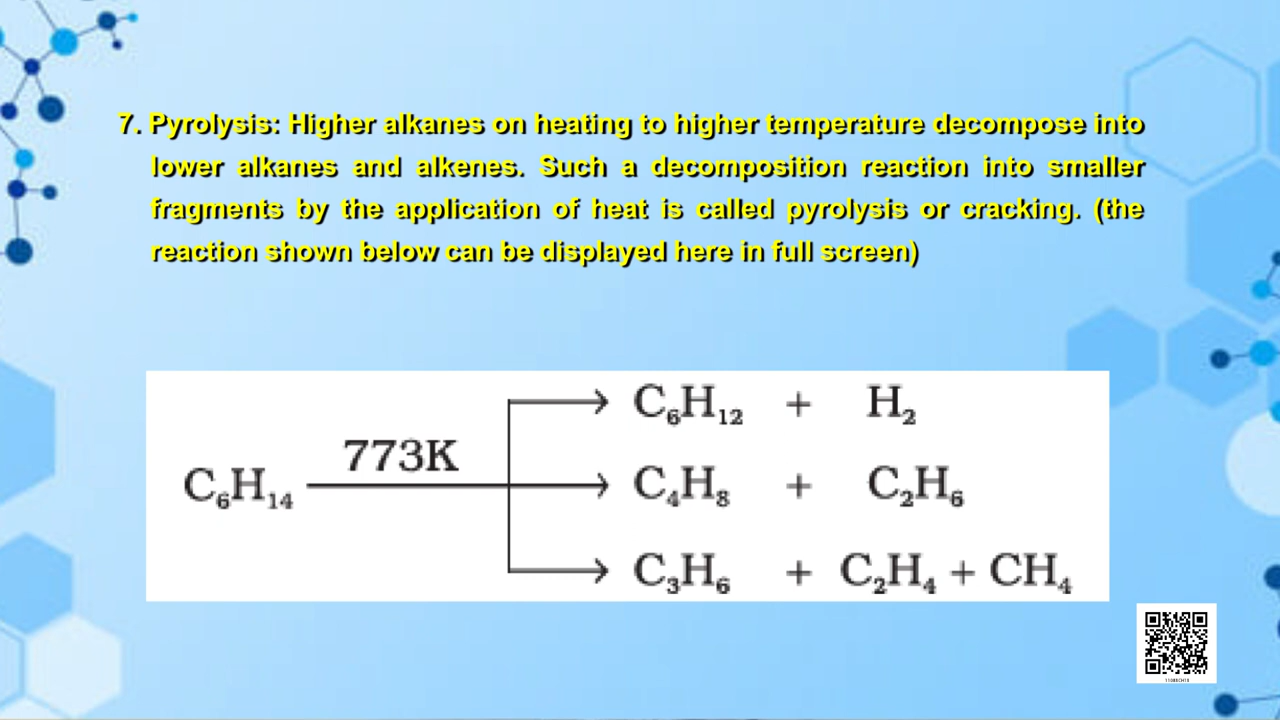 7. Pyrolysis: Higher alkanes on heating to higher temperature decompose into
lower alkanes and alkenes. Such a decomposition reaction into smaller
fragments by the application of heat is called pyrolysis or cracking. (the
reaction shown below can be displayed here in full screen)
C₆H₁₂ + H₂
773K
C₆H₁₄ C₄H₈ + C₂H₆
C₃H₆ + C₂H₄ + CH₄